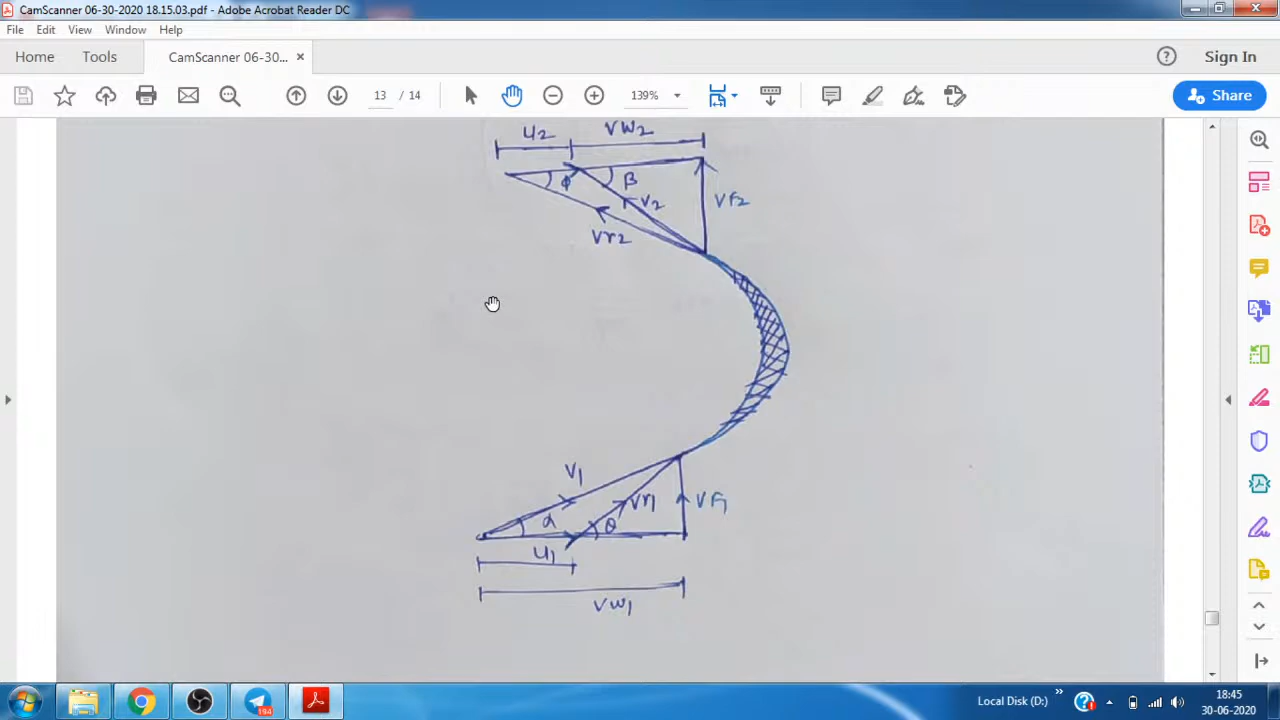 CamScanner 06-30-2020 18.15.03.pdf - Adobe Acrobat Reader DC
File Edit View Window Help
Home Tools CamScanner 06-30... × Sign In
13 / 14 139% Share
u2 Vw2
ϕ β
V2 VF2
Vr2
V1
α Vr1 θ VF1
u1
Vw1
194
Local Disk (D:) » 18:45
30-06-2020